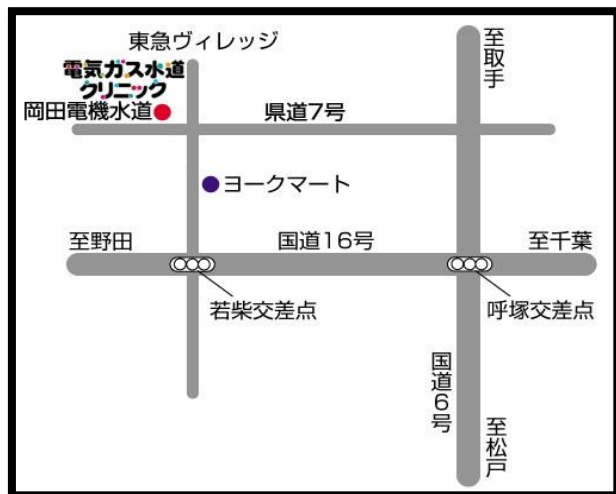 東急ヴィレッジ
電気ガス水道
クリニック
岡田電機水道
県道7号
至取手
ヨークマート
至野田
国道16号
至千葉
若柴交差点
呼塚交差点
国道6号
至松戸